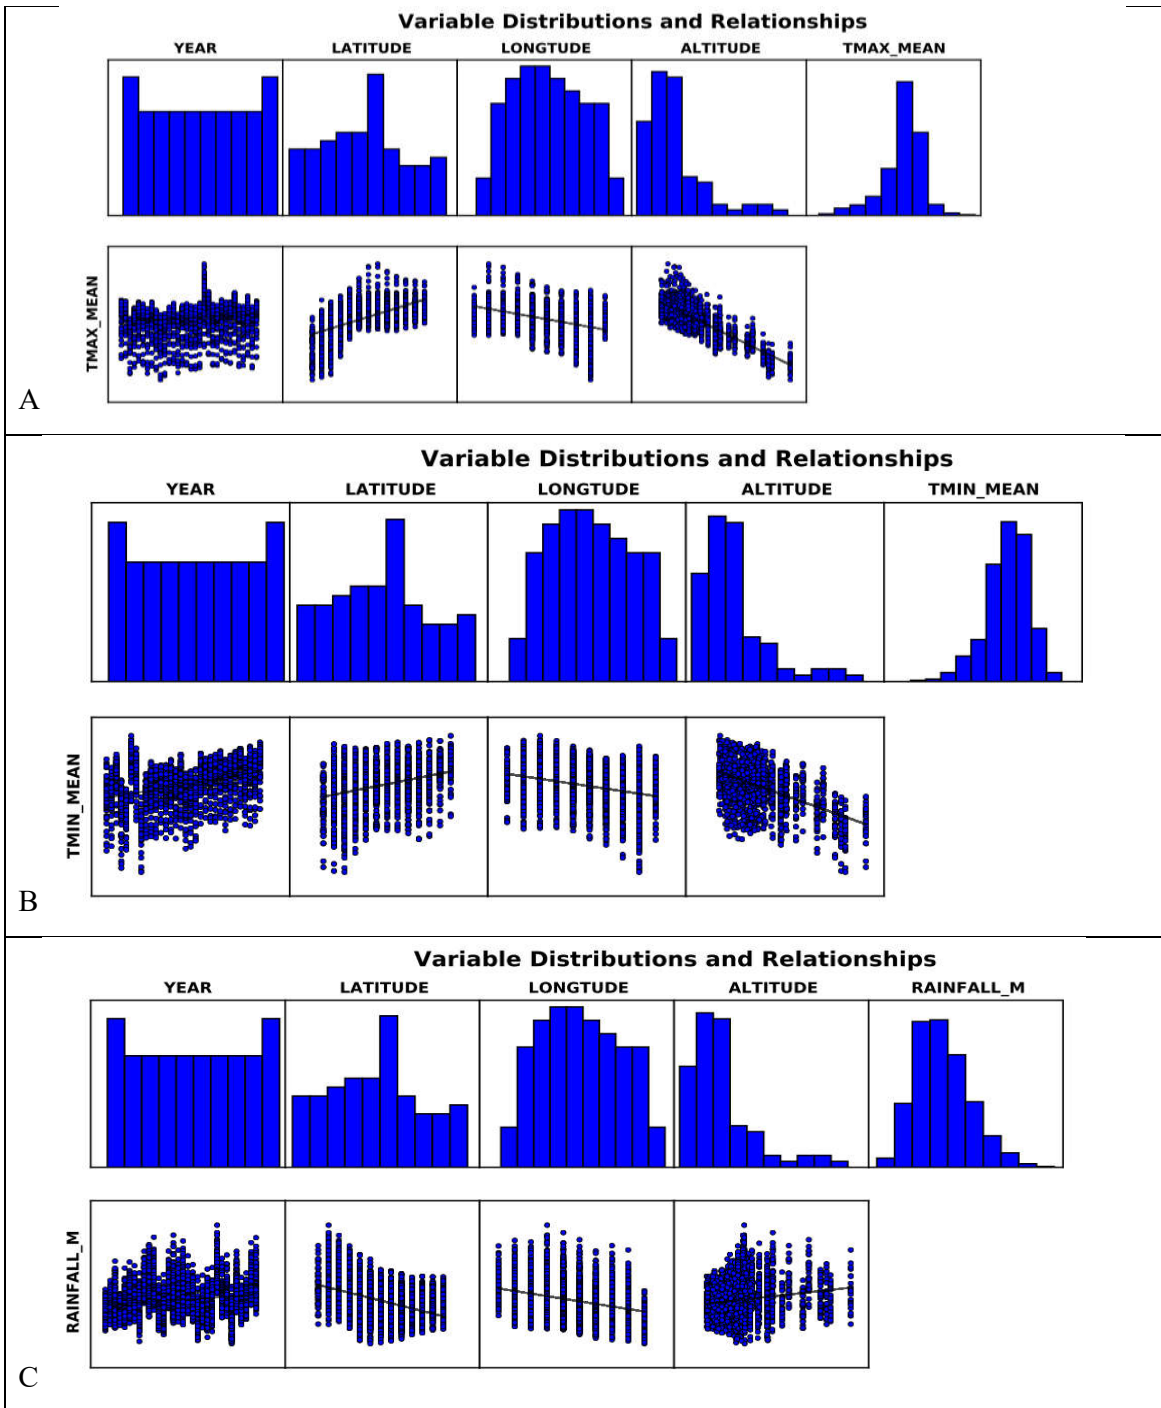 Variable Distributions and Relationships
YEAR LATITUDE LONGTUDE ALTITUDE TMAX_MEAN
TMAX_MEAN
A
Variable Distributions and Relationships
YEAR LATITUDE LONGTUDE ALTITUDE TMIN_MEAN
TMIN_MEAN
B
Variable Distributions and Relationships
YEAR LATITUDE LONGTUDE ALTITUDE RAINFALL_M
RAINFALL_M
C